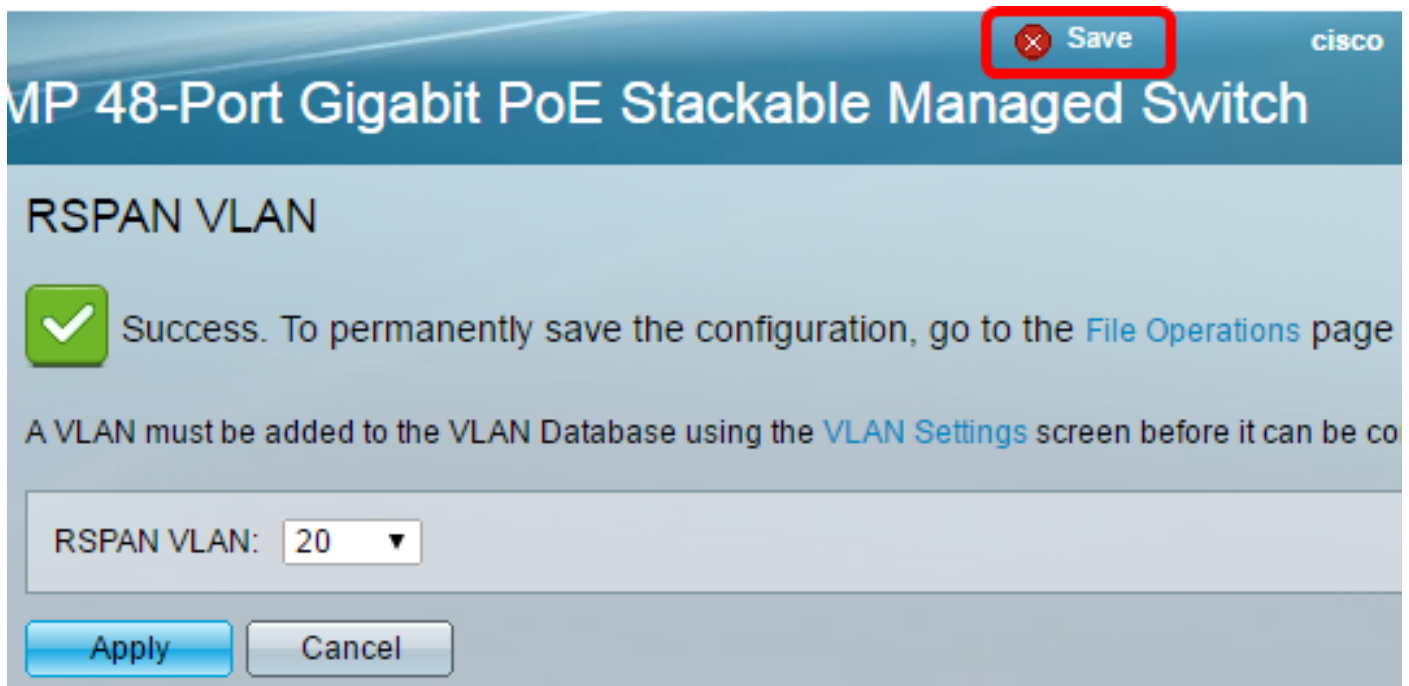 Save
cisco
MP 48-Port Gigabit PoE Stackable Managed Switch
RSPAN VLAN
Success. To permanently save the configuration, go to the File Operations page
A VLAN must be added to the VLAN Database using the VLAN Settings screen before it can be
RSPAN VLAN: 20
Apply Cancel